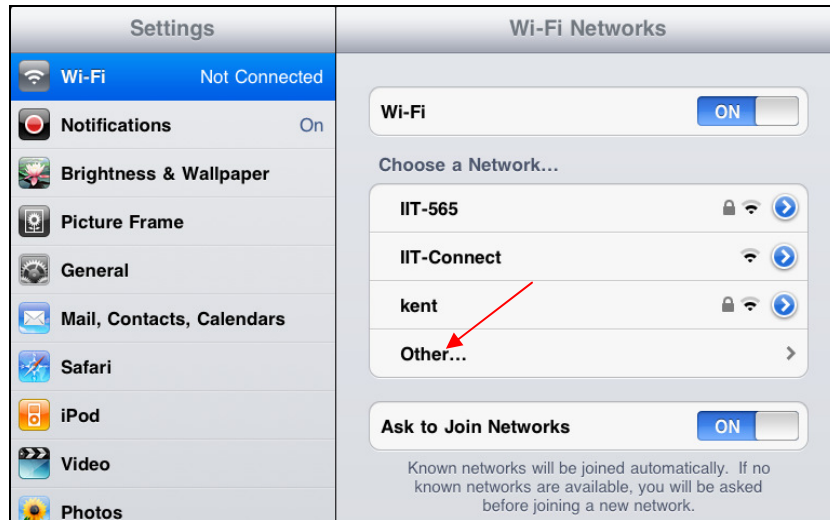 Settings
Wi-Fi Not Connected
Notifications On
Brightness & Wallpaper
Picture Frame
General
Mail, Contacts, Calendars
Safari
iPod
Video
Photos
Wi-Fi Networks
Wi-Fi ON
Choose a Network...
IIT-565
IIT-Connect
kent
Other...
Ask to Join Networks ON
Known networks will be joined automatically. If no
known networks are available, you will be asked
before joining a new network.